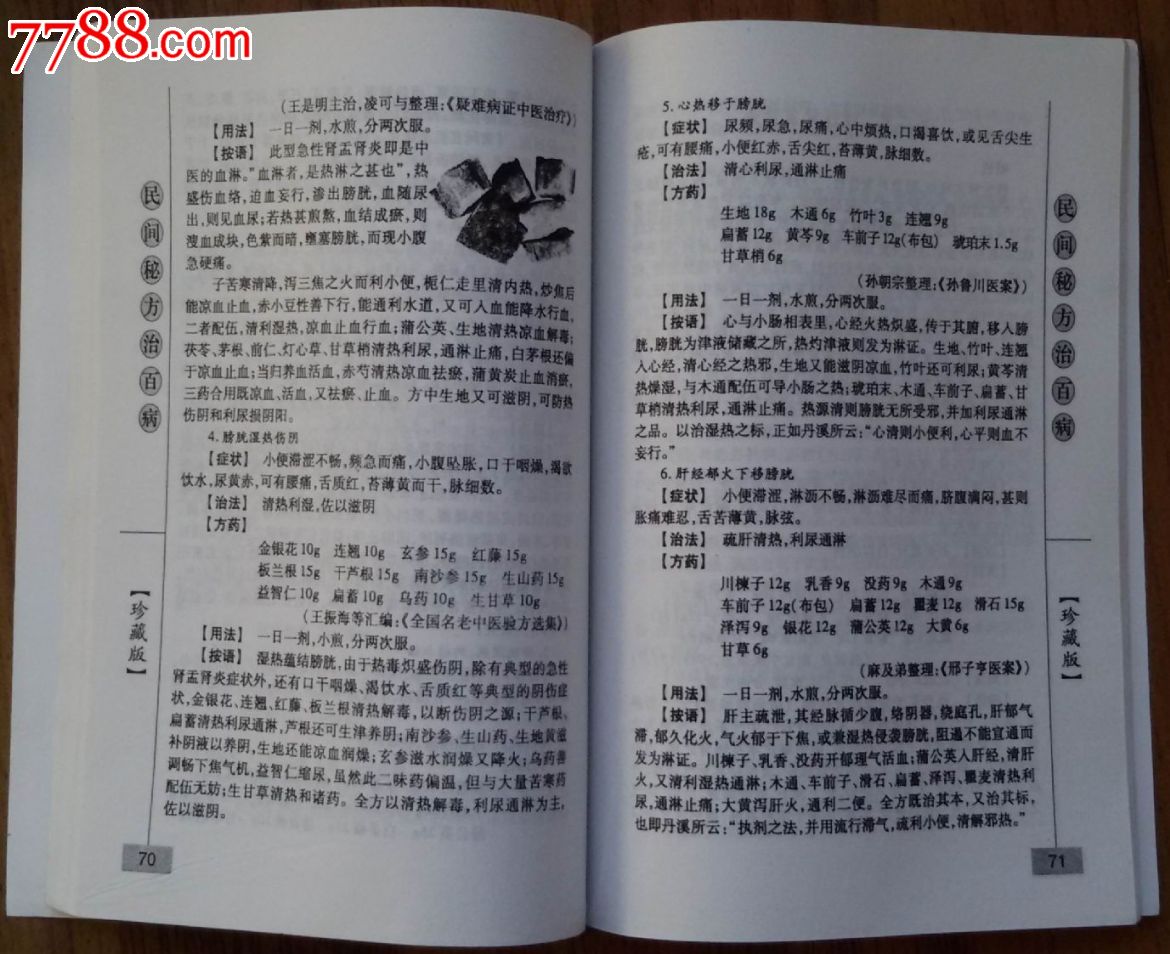 7788.com
(王是明主治,凌可与整理:《疑难病证中医治疗》)
【用法】 一日一剂,水煎,分两次服。
【按语】 此型急性肾盂肾炎即是中
医的血淋。"血淋者,是热淋之甚也",热
盛伤血络,迫血妄行,渗出膀胱,血随尿
出,则见血尿;若热甚煎熬,血结成瘀,则
溲血成块,色紫而暗,壅塞膀胱,而现小腹
急硬痛。
子苦寒清降,泻三焦之火而利小便,栀仁走里清内热,炒焦后
能凉血止血,赤小豆性善下行,能通利水道,又可入血能降水行血,
二者配伍,清利湿热,凉血止血行血;蒲公英、生地清热凉血解毒;
茯苓、茅根、前仁、灯心草、甘草梢清热利尿,通淋止痛,白茅根还偏
于凉血止血;当归养血活血,赤芍清热凉血祛瘀,蒲黄炭止血消瘀,
三药合用既凉血、活血,又祛瘀、止血。方中生地又可滋阴,可防热
伤阴和利尿损阴阳。
4. 膀胱湿热伤阴
【症状】 小便滞涩不畅,频急而痛,小腹坠胀,口干咽燥,渴欲
饮水,尿黄赤,可有腰痛,舌质红,苔薄黄而干,脉细数。
【治法】 清热利湿,佐以滋阴
【方药】
金银花10g 连翘10g 玄参15g 红藤15g
板兰根15g 干芦根15g 南沙参15g 生山药15g
益智仁10g 扁蓄10g 乌药10g 生甘草10g
(王振海等汇编:《全国名老中医验方选集》)
【用法】 一日一剂,小煎,分两次服。
【按语】 湿热蕴结膀胱,由于热毒炽盛伤阴,除有典型的急性
肾盂肾炎症状外,还有口干咽燥、渴饮水、舌质红等典型的阴伤症
状,金银花、连翘、红藤、板兰根清热解毒,以断伤阴之源;干芦根、
扁蓄清热利尿通淋,芦根还可生津养阴;南沙参、生山药、生地黄滋
补阴液以养阴,生地还能凉血润燥;玄参滋水润燥又降火;乌药善
调畅下焦气机,益智仁缩尿,虽然此二味药偏温,但与大量苦寒药
配伍无妨;生甘草清热和诸药。全方以清热解毒,利尿通淋为主,
佐以滋阴。
民间秘方治百病
【珍藏版】
70
5. 心热移于膀胱
【症状】 尿频,尿急,尿痛,心中烦热,口渴喜饮,或见舌尖生
疮,可有腰痛,小便红赤,舌尖红,苔薄黄,脉细数。
【治法】 清心利尿,通淋止痛
【方药】
生地18g 木通6g 竹叶3g 连翘9g
扁蓄12g 黄芩9g 车前子12g(布包) 琥珀末1.5g
甘草梢6g
(孙朝宗整理:《孙鲁川医案》)
【用法】 一日一剂,水煎,分两次服。
【按语】 心与小肠相表里,心经火热炽盛,传于其腑,移入膀
胱,膀胱为津液储藏之所,热灼津液则发为淋证。生地、竹叶、连翘
入心经,清心经之热邪,生地又能滋阴凉血,竹叶还可利尿;黄芩清
热燥湿,与木通配伍可导小肠之热;琥珀末、木通、车前子、扁蓄、甘
草梢清热利尿,通淋止痛。热源清则膀胱无所受邪,并加利尿通淋
之品。以治湿热之标,正如丹溪所云:"心清则小便利,心平则血不
妄行。"
6. 肝经郁火下移膀胱
【症状】 小便滞涩,淋沥不畅,淋沥难尽而痛,脐腹满闷,甚则
胀痛难忍,舌苦薄黄,脉弦。
【治法】 疏肝清热,利尿通淋
【方药】
川楝子12g 乳香9g 没药9g 木通9g
车前子12g(布包) 扁蓄12g 瞿麦12g 滑石15g
泽泻9g 银花12g 蒲公英12g 大黄6g
甘草6g
(麻及弟整理:《邢子亨医案》)
【用法】 一日一剂,水煎,分两次服。
【按语】 肝主疏泄,其经脉循少腹,络阴器,绕庭孔,肝郁气
滞,郁久化火,气火郁于下焦,或兼湿热侵袭膀胱,阻遏不能宣通而
发为淋证。川楝子、乳香、没药开郁理气活血;蒲公英入肝经,清肝
火,又清利湿热通淋;木通、车前子、滑石、扁蓄、泽泻、瞿麦清热利
尿,通淋止痛;大黄泻肝火,通利二便。全方既治其本,又治其标,
也即丹溪所云:"执剂之法,并用流行滞气,疏利小便,清解邪热。"
民间秘方治百病
【珍藏版】
71